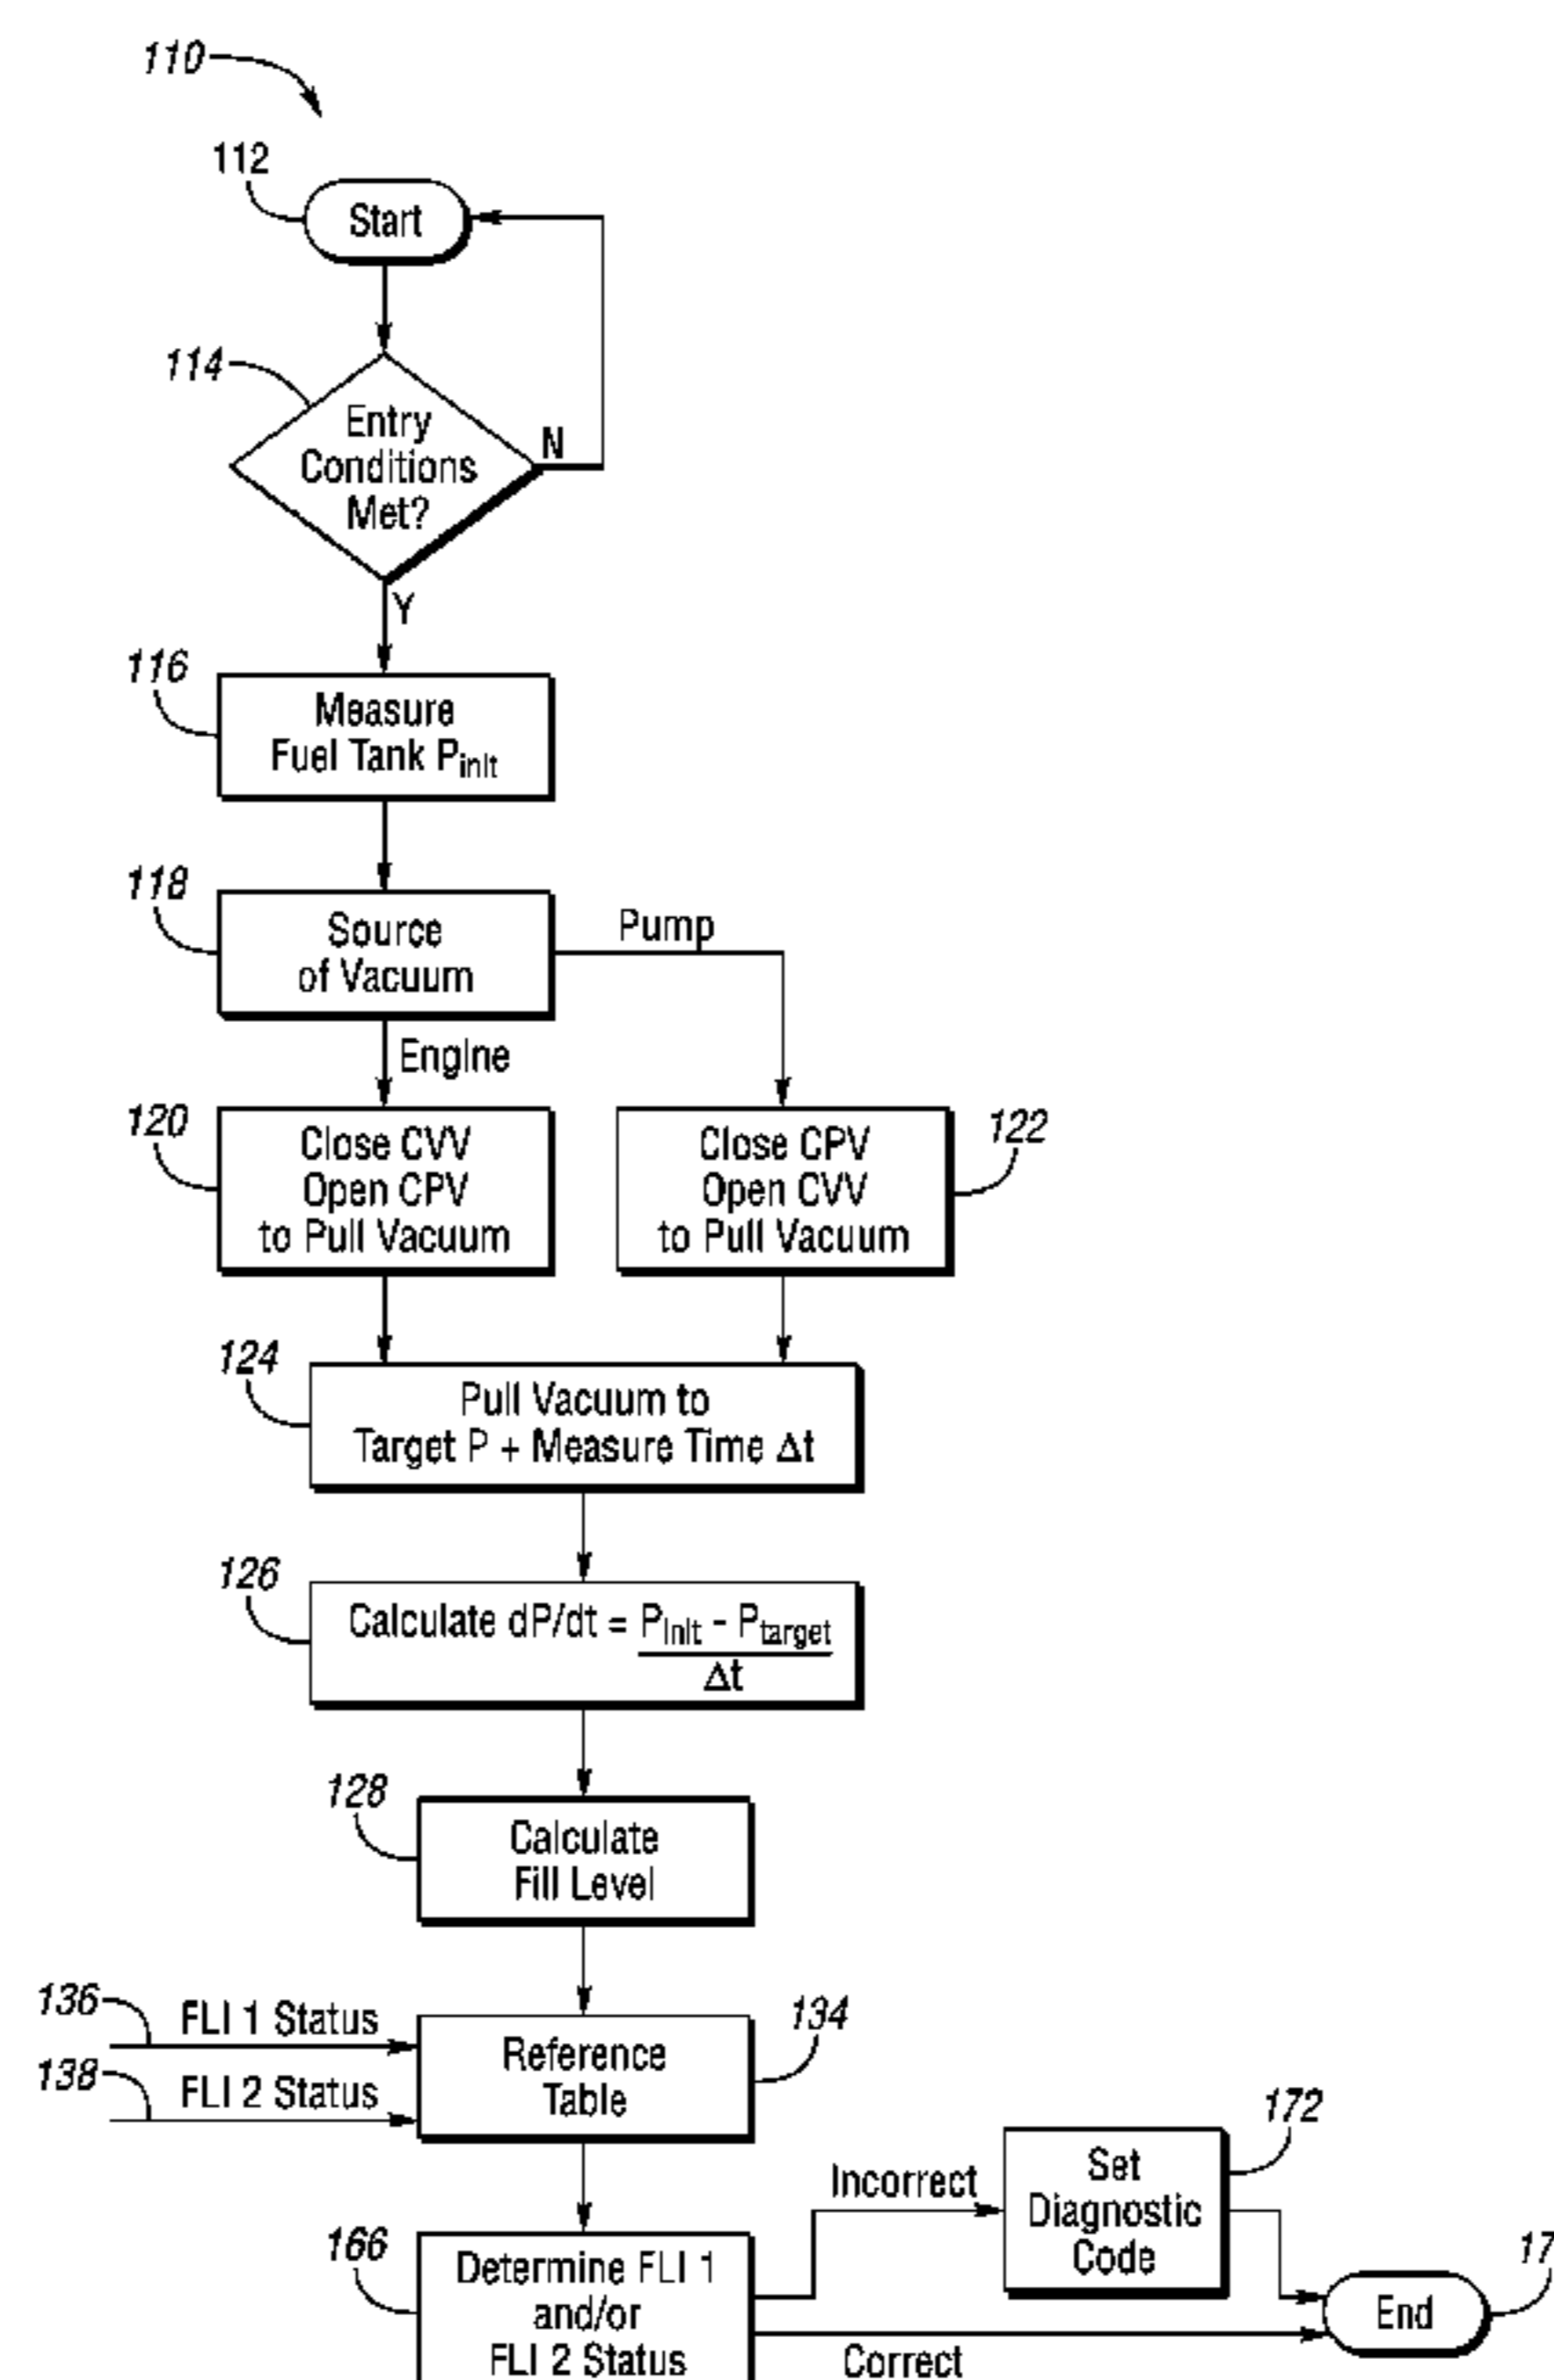 110
112
Start
114
Entry
Conditions
Met?
N
Y
116
Measure
Fuel Tank Pinit
118
Source
of Vacuum
Pump
Engine
120
Close CVV
Open CPV
to Pull Vacuum
Close CPV
Open CVV
to Pull Vacuum
122
124
Pull Vacuum to
Target P + Measure Time Δt
126
Calculate dP/dt = Pinit - Ptarget
Δt
128
Calculate
Fill Level
136
FLI 1 Status
138
FLI 2 Status
Reference
Table
134
166
Determine FLI 1
and/or
FLI 2 Status
Incorrect
Correct
Set
Diagnostic
Code
172
End
17